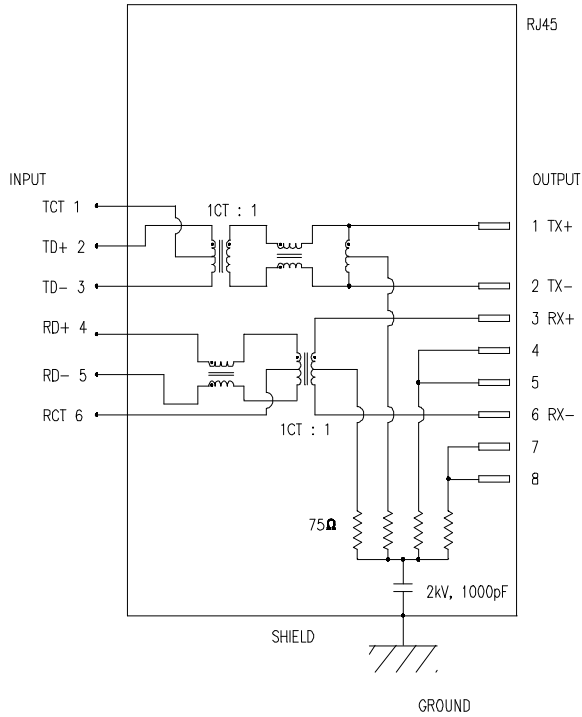 RJ45
INPUT
OUTPUT
TCT 1
1CT : 1
1 TX+
TD+ 2
TD- 3
2 TX-
RD+ 4
3 RX+
4
RD- 5
5
RCT 6
6 RX-
1CT : 1
7
8
75Ω
2kV, 1000pF
SHIELD
GROUND